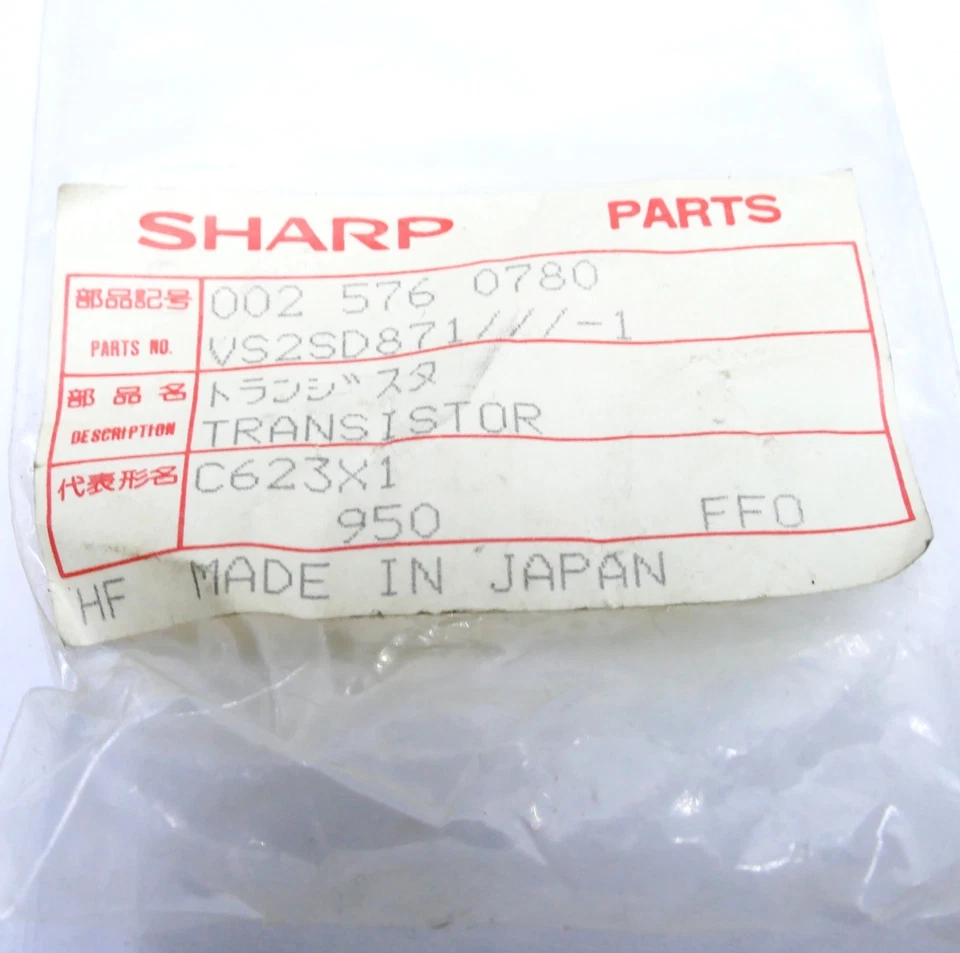 SHARP PARTS
部品記号 002 576 0780
PARTS NO. VS2SD871///-1
部品名 トランジスタ
DESCRIPTION TRANSISTOR
代表形名 C623X1
950 FFO
HF MADE IN JAPAN